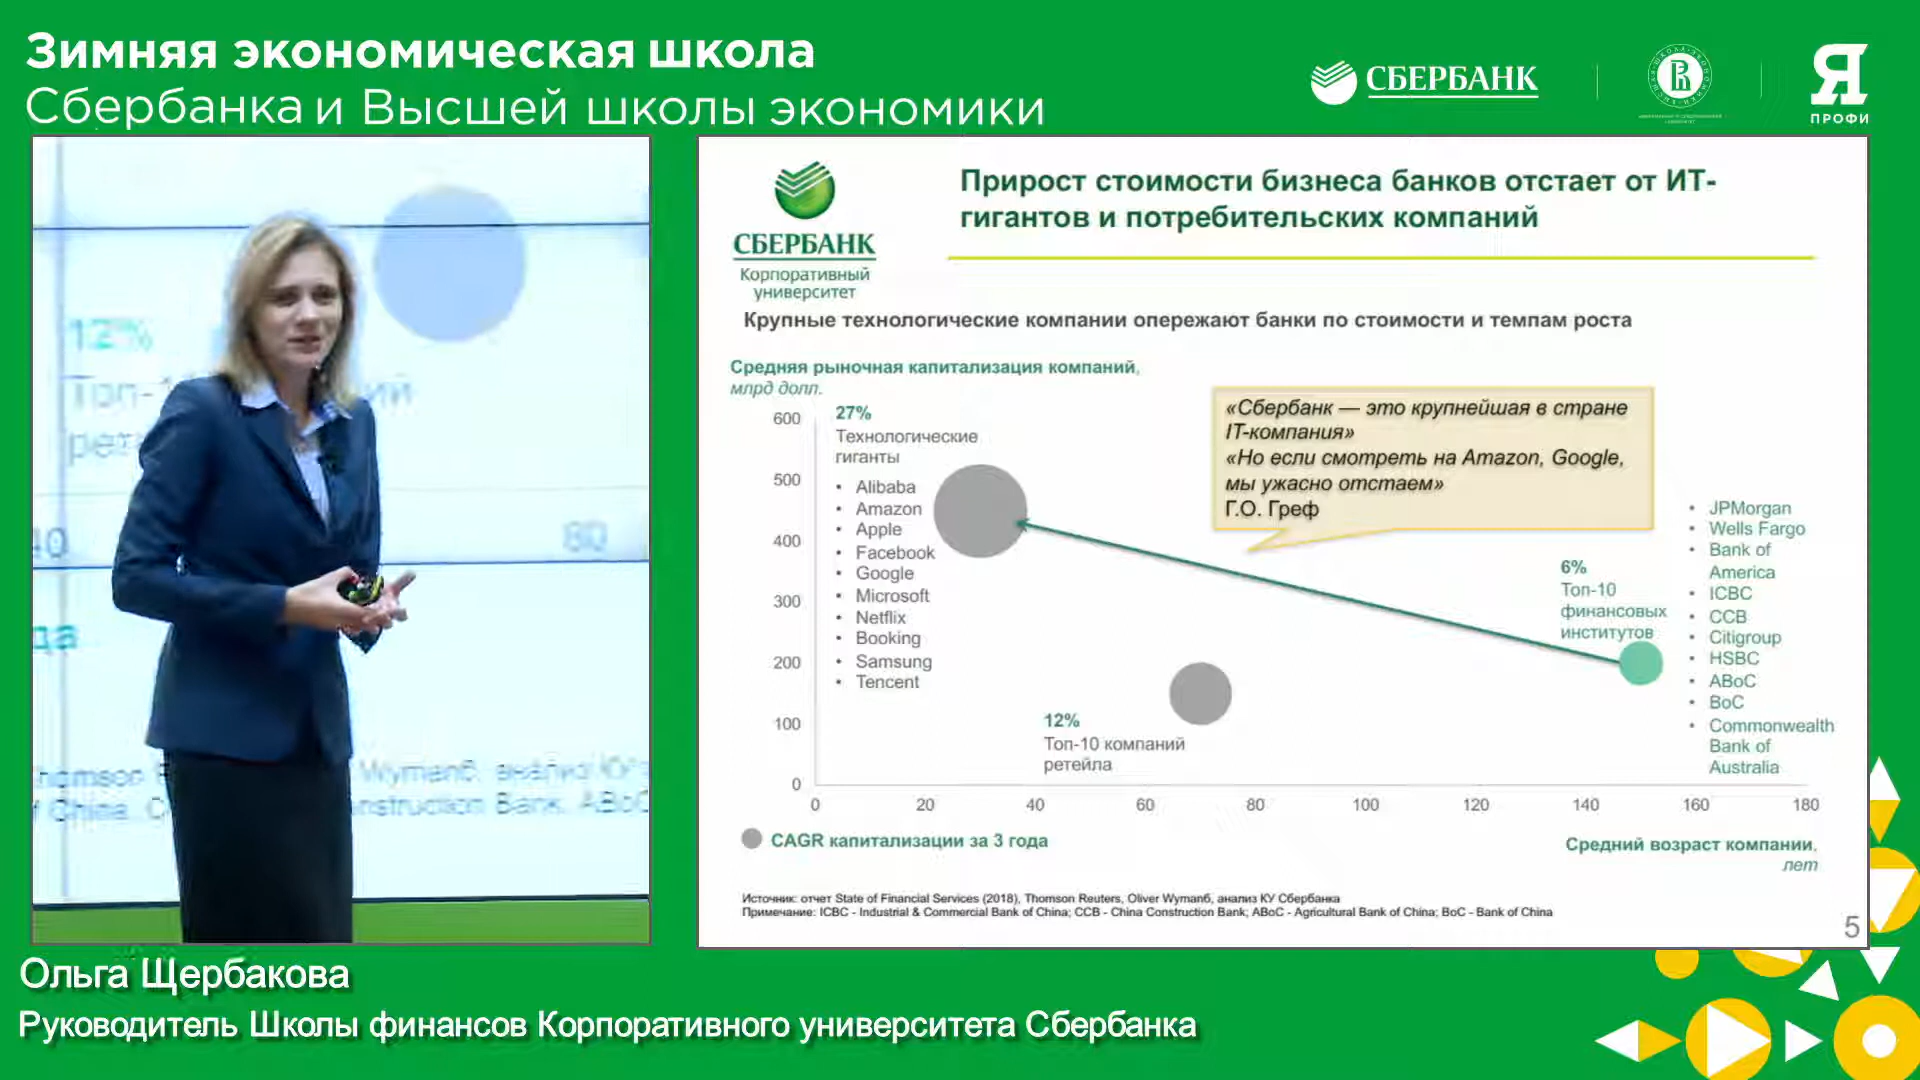 Зимняя экономическая школа
Сбербанка и Высшей школы экономики
СБЕРБАНК
Я
ПРОФИ
12%
40
80
СБЕРБАНК
Корпоративный
университет
Прирост стоимости бизнеса банков отстает от ИТ-
гигантов и потребительских компаний
Крупные технологические компании опережают банки по стоимости и темпам роста
Средняя рыночная капитализация компаний,
млрд долл.
600
500
400
300
200
100
0
27%
Технологические
гиганты
• Alibaba
• Amazon
• Apple
• Facebook
• Google
• Microsoft
• Netflix
• Booking
• Samsung
• Tencent
«Сбербанк — это крупнейшая в стране
IT-компания»
«Но если смотреть на Amazon, Google,
мы ужасно отстаем»
Г.О. Греф
12%
Топ-10 компаний
ретейла
6%
Топ-10
финансовых
институтов
• JPMorgan
• Wells Fargo
• Bank of
America
• ICBC
• CCB
• Citigroup
• HSBC
• ABoC
• BoC
• Commonwealth
Bank of
Australia
0 20 40 60 80 100 120 140 160 180
CAGR капитализации за 3 года
Средний возраст компании,
лет
Источник: отчет State of Financial Services (2018), Thomson Reuters, Oliver Wymanб, анализ КУ Сбербанка
Примечание: ICBC - Industrial & Commercial Bank of China; CCB - China Construction Bank; ABoC - Agricultural Bank of China; BoC - Bank of China
5
Ольга Щербакова
Руководитель Школы финансов Корпоративного университета Сбербанка